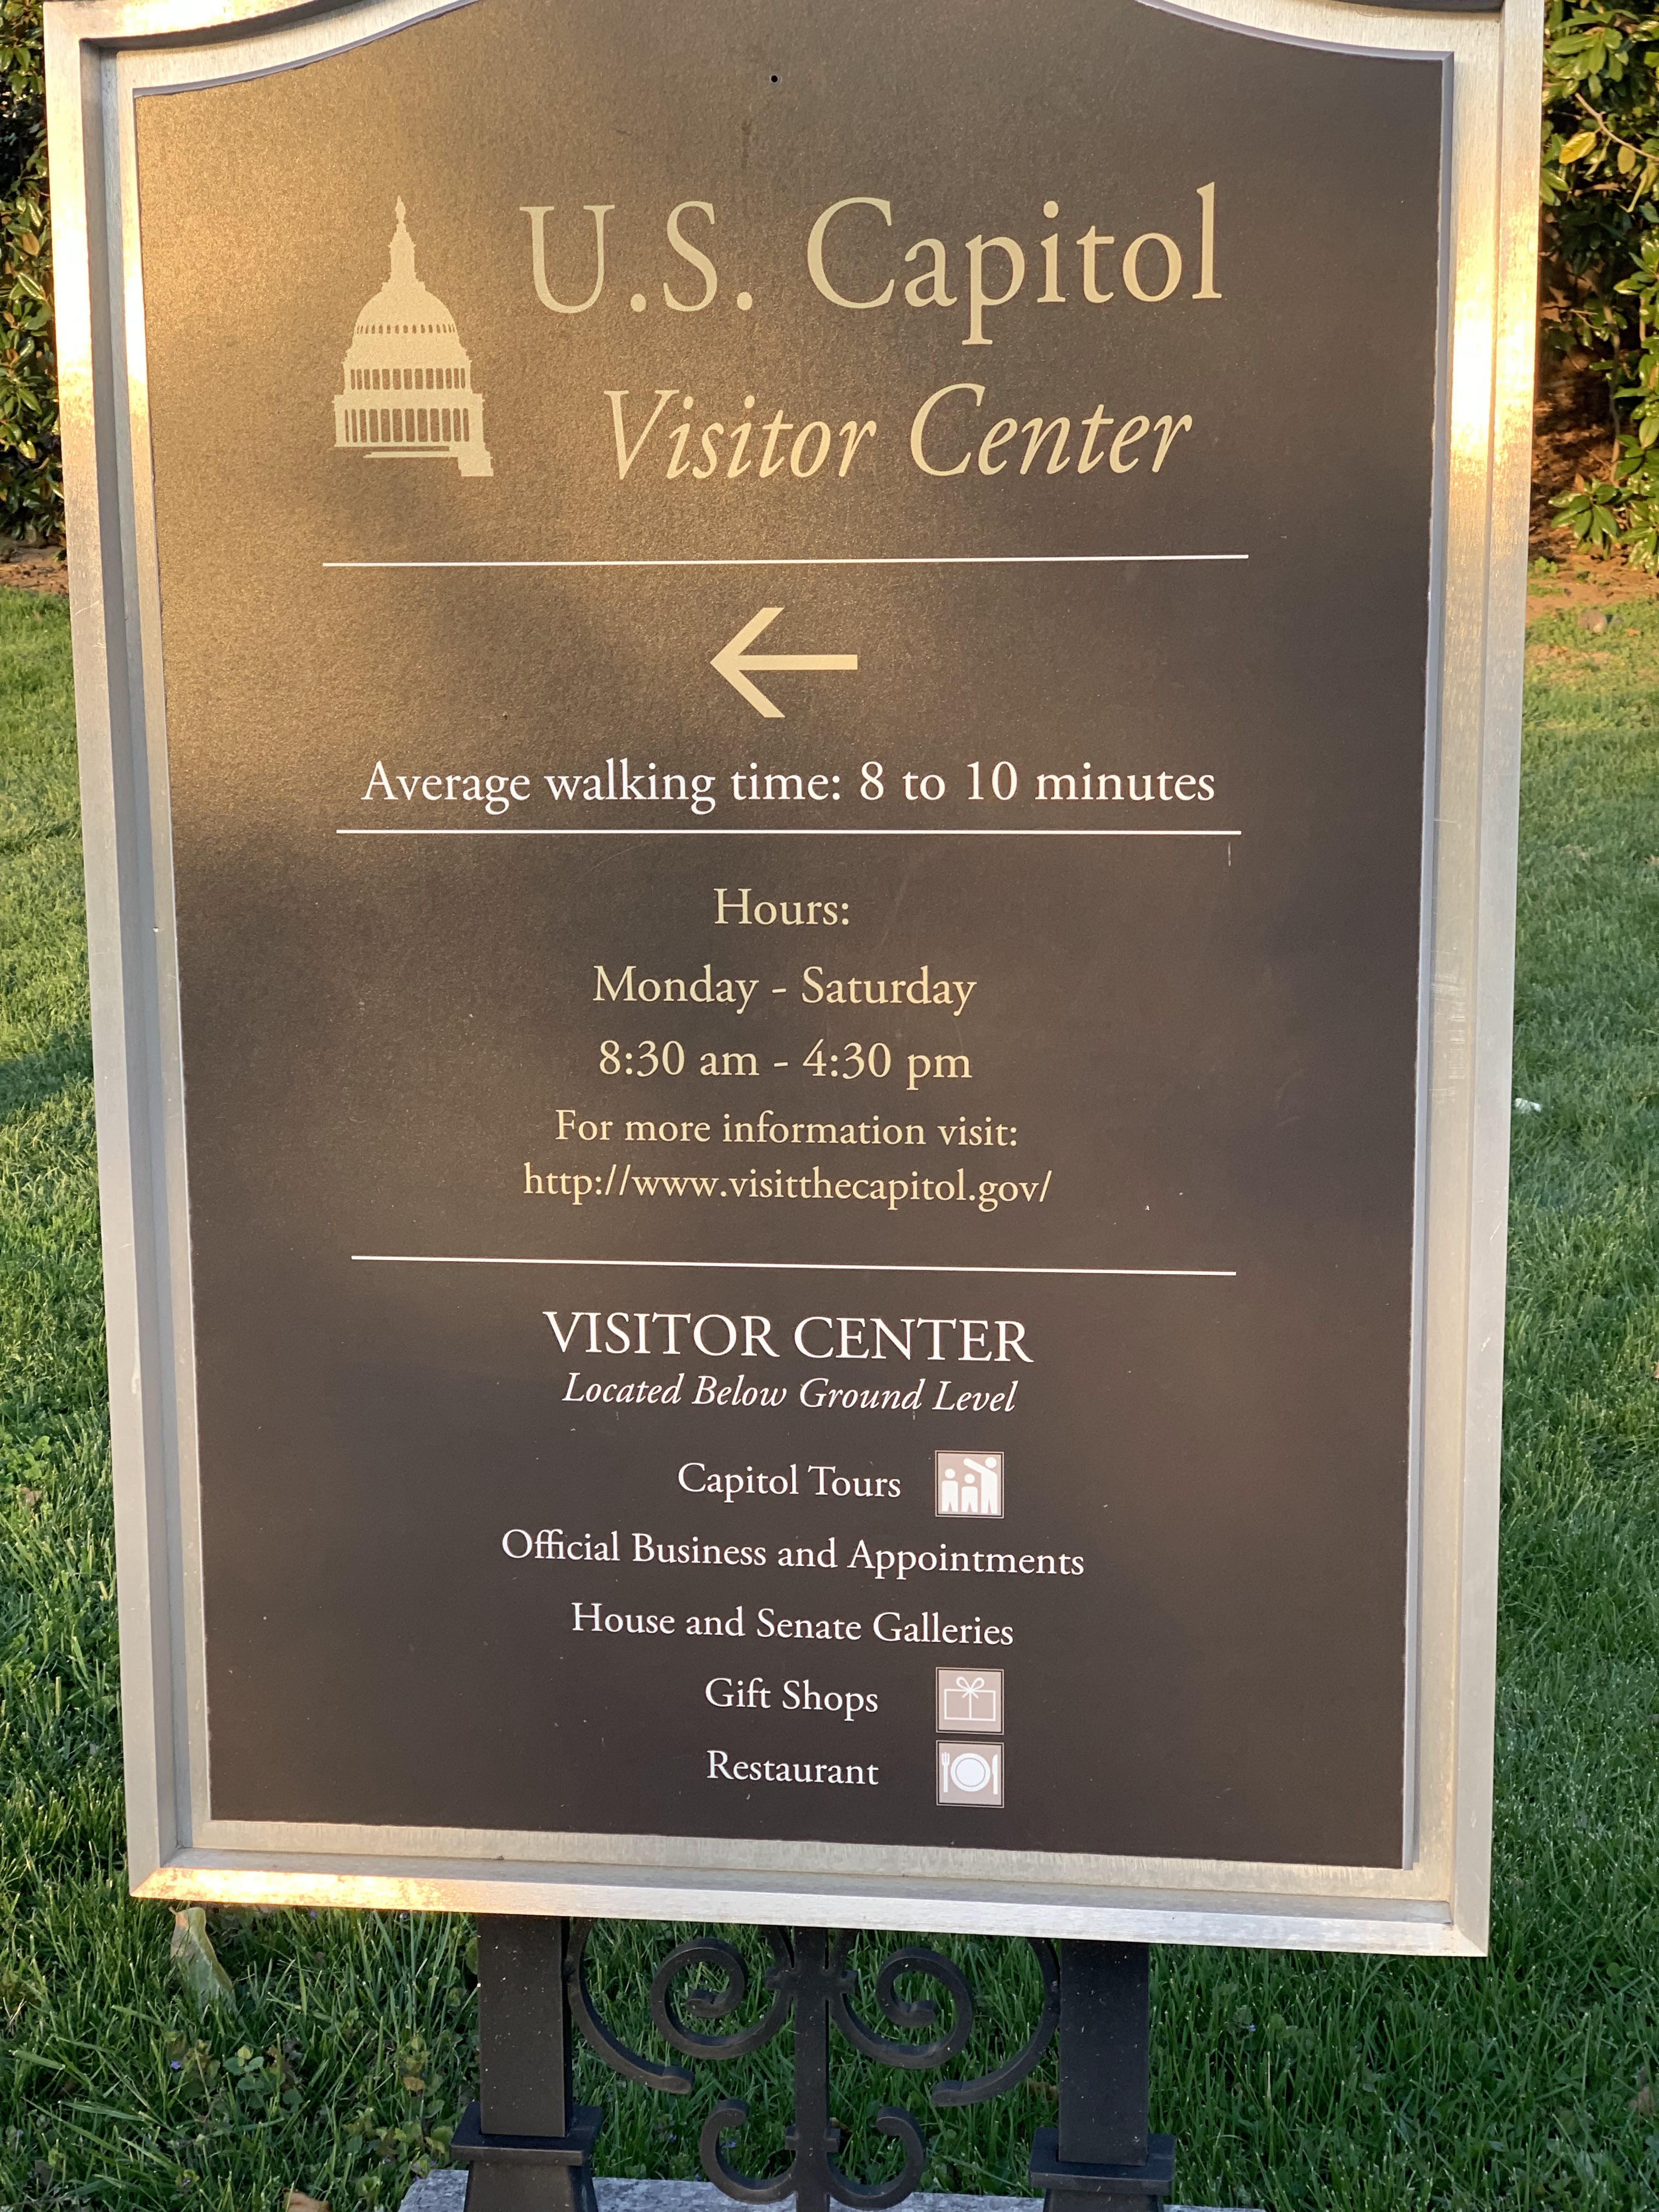 U.S. Capitol
Visitor Center
Average walking time: 8 to 10 minutes
Hours:
Monday - Saturday
8:30 am - 4:30 pm
For more information visit:
http://www.visitthecapitol.gov/
VISITOR CENTER
Located Below Ground Level
Capitol Tours
Official Business and Appointments
House and Senate Galleries
Gift Shops
Restaurant